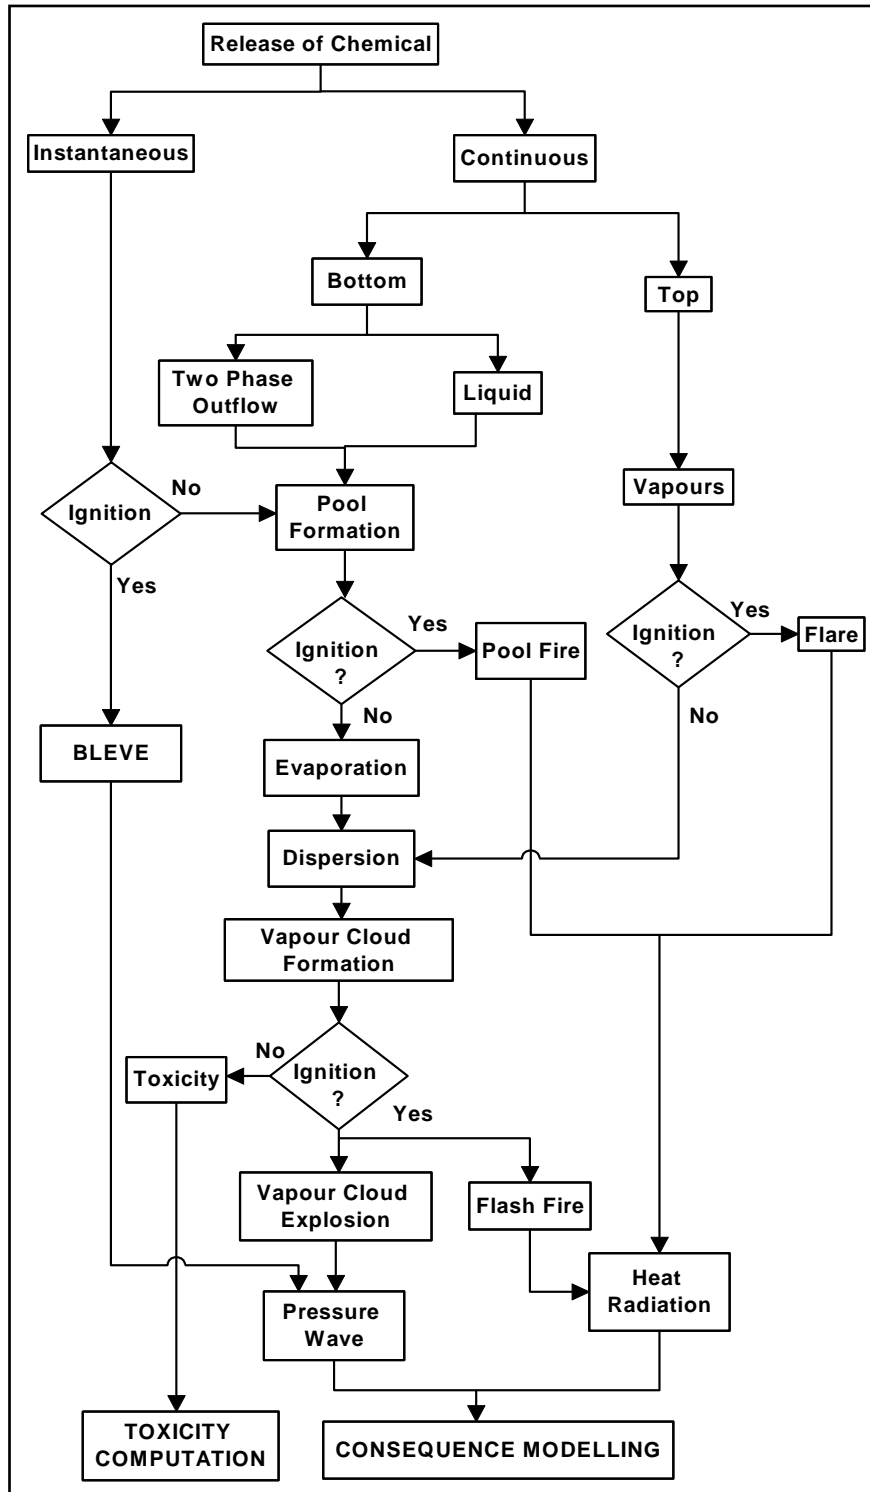 Release of Chemical
Instantaneous
Continuous
Bottom
Top
Two Phase
Outflow
Liquid
Ignition
No
Yes
Pool
Formation
Vapours
Ignition
?
Yes
No
Pool Fire
Ignition
?
Yes
No
Flare
BLEVE
Evaporation
Dispersion
Vapour Cloud
Formation
Toxicity
No
Ignition
?
Yes
Vapour Cloud
Explosion
Flash Fire
Pressure
Wave
Heat
Radiation
TOXICITY
COMPUTATION
CONSEQUENCE MODELLING